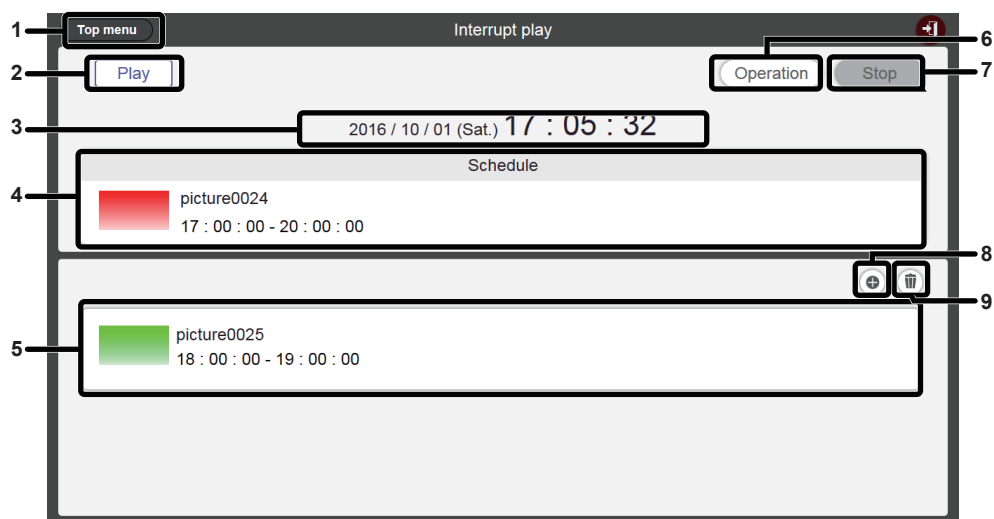 1 Top menu Interrupt play
6
2 Play Operation Stop 7
3 2016 / 10 / 01 (Sat.) 17 : 05 : 32
Schedule
4 picture0024
17 : 00 : 00 - 20 : 00 : 00
8
9
5 picture0025
18 : 00 : 00 - 19 : 00 : 00